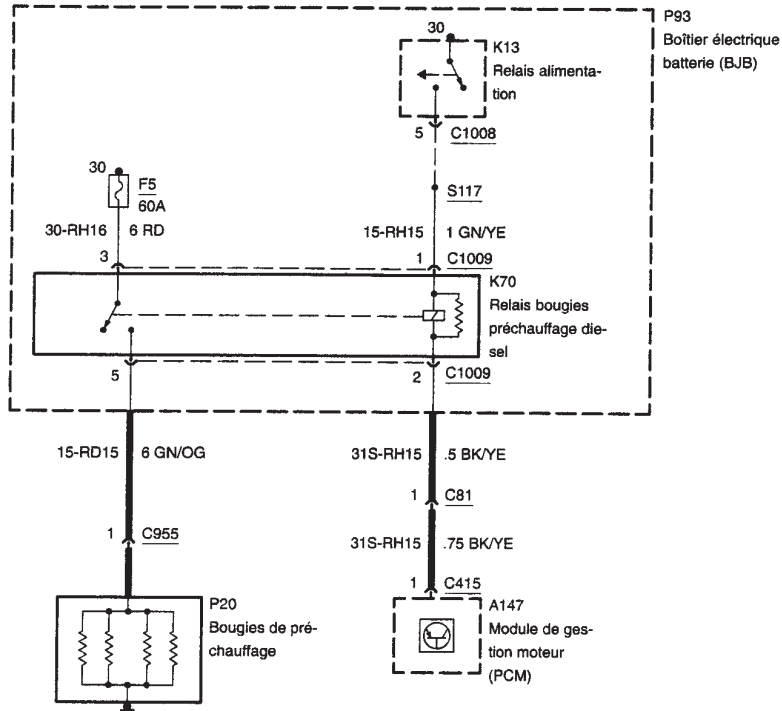 P93
Boîtier électrique
batterie (BJB)
30
K13
Relais alimenta-
tion
5 C1008
30
F5
60A
S117
30-RH16 6 RD
15-RH15 1 GN/YE
3
1 C1009
K70
Relais bougies
préchauffage die-
sel
5
2 C1009
15-RD15 6 GN/OG
31S-RH15 .5 BK/YE
1 C81
1 C955
31S-RH15 .75 BK/YE
1 C415
P20
Bougies de pré-
chauffage
A147
Module de ges-
tion moteur
(PCM)